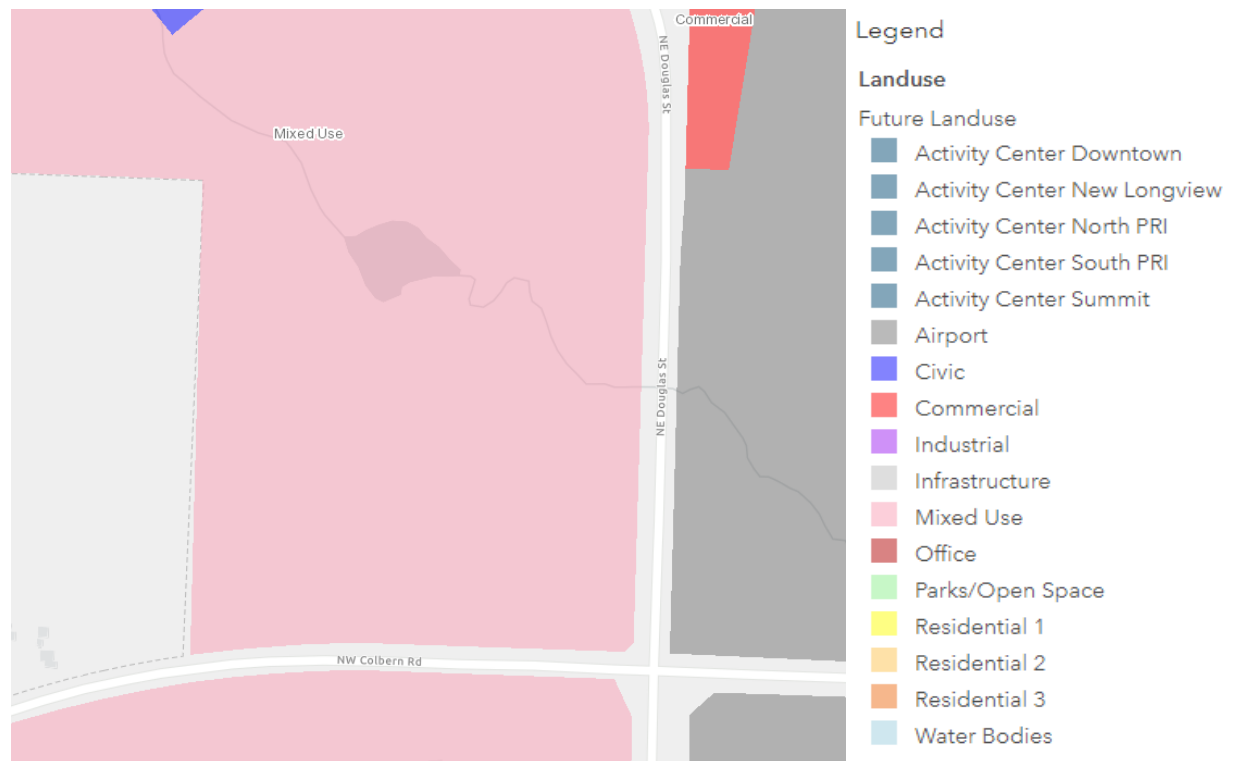 Commercial
NE Douglas St
Mixed Use
NE Douglas St
NW Colbern Rd
Legend
Landuse
Future Landuse
Activity Center Downtown
Activity Center New Longview
Activity Center North PRI
Activity Center South PRI
Activity Center Summit
Airport
Civic
Commercial
Industrial
Infrastructure
Mixed Use
Office
Parks/Open Space
Residential 1
Residential 2
Residential 3
Water Bodies